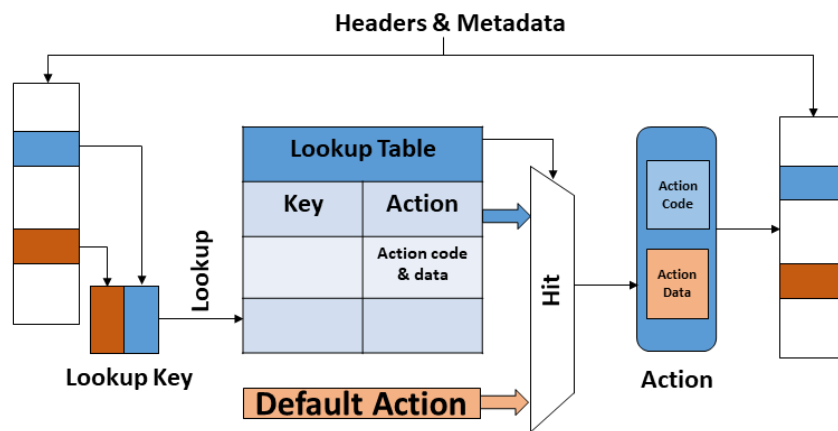 Headers & Metadata
Lookup Table
Key
Action
Action code
& data
Lookup
Lookup Key
Default Action
Hit
Action
Code
Action
Data
Action